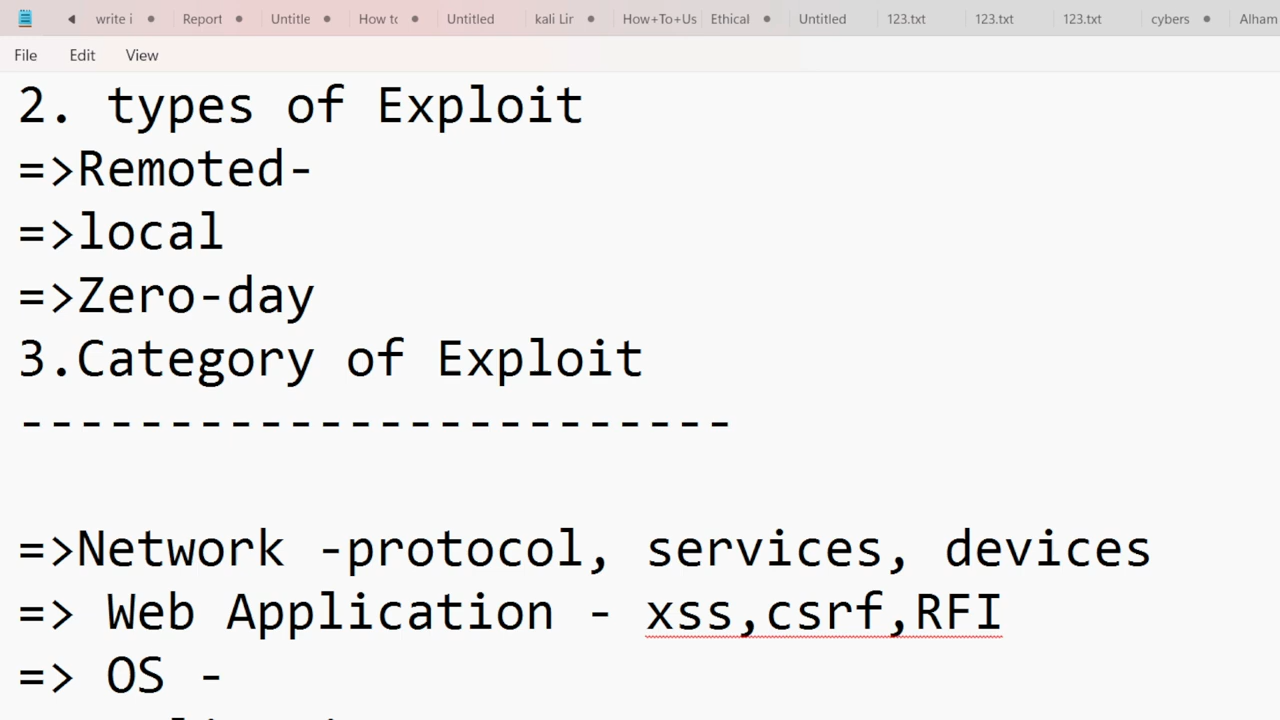 write i Report Untitle How to Untitled kali Lir How+To+Us Ethical Untitled 123.txt 123.txt 123.txt cybers Alham
File Edit View
2. types of Exploit
=>Remoted-
=>local
=>Zero-day
3.Category of Exploit
------------------------
=>Network -protocol, services, devices
=> Web Application - xss,csrf,RFI
=> OS -